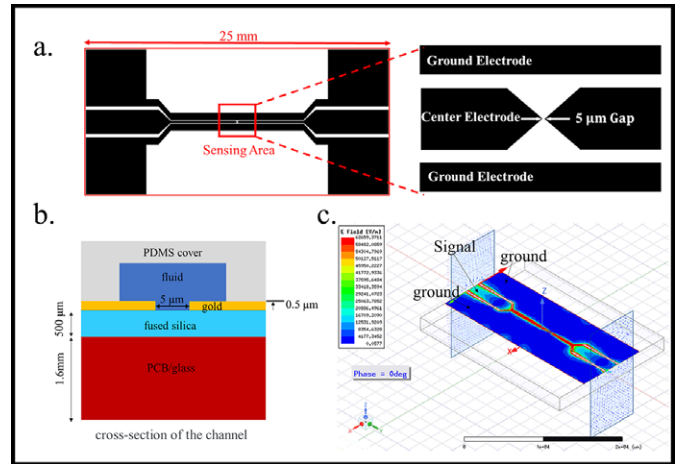 a.
25 mm
Sensing Area
Ground Electrode
Center Electrode
5 μm Gap
Ground Electrode
b.
PDMS cover
fluid
5 μm
gold
0.5 μm
500 μm
fused silica
1.6mm
PCB/glass
cross-section of the channel
c.
E Field [V/m]
Signal
ground
ground
Z
X
Phase = 0deg